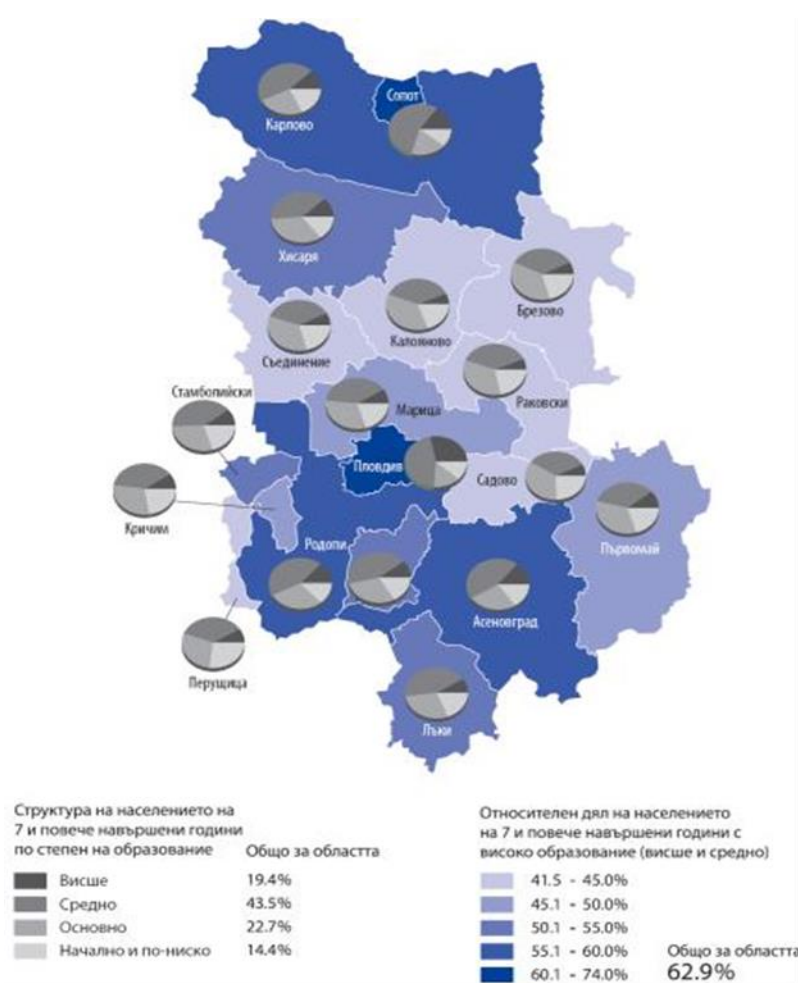 Сопот
Карлово
Хисаря
Брезово
Калояново
Съединение
Стамболийски
Раковски
Марица
Пловдив
Садово
Кричим
Родопи
Първомай
Асеновград
Перущица
Лъки
Структура на населението на
7 и повече навършени години
по степен на образование
Общо за областта
Висше 19.4%
Средно 43.5%
Основно 22.7%
Начално и по-ниско 14.4%
Относителен дял на населението
на 7 и повече навършени години с
високо образование (висше и средно)
41.5 - 45.0%
45.1 - 50.0%
50.1 - 55.0%
55.1 - 60.0%
60.1 - 74.0%
Общо за областта
62.9%